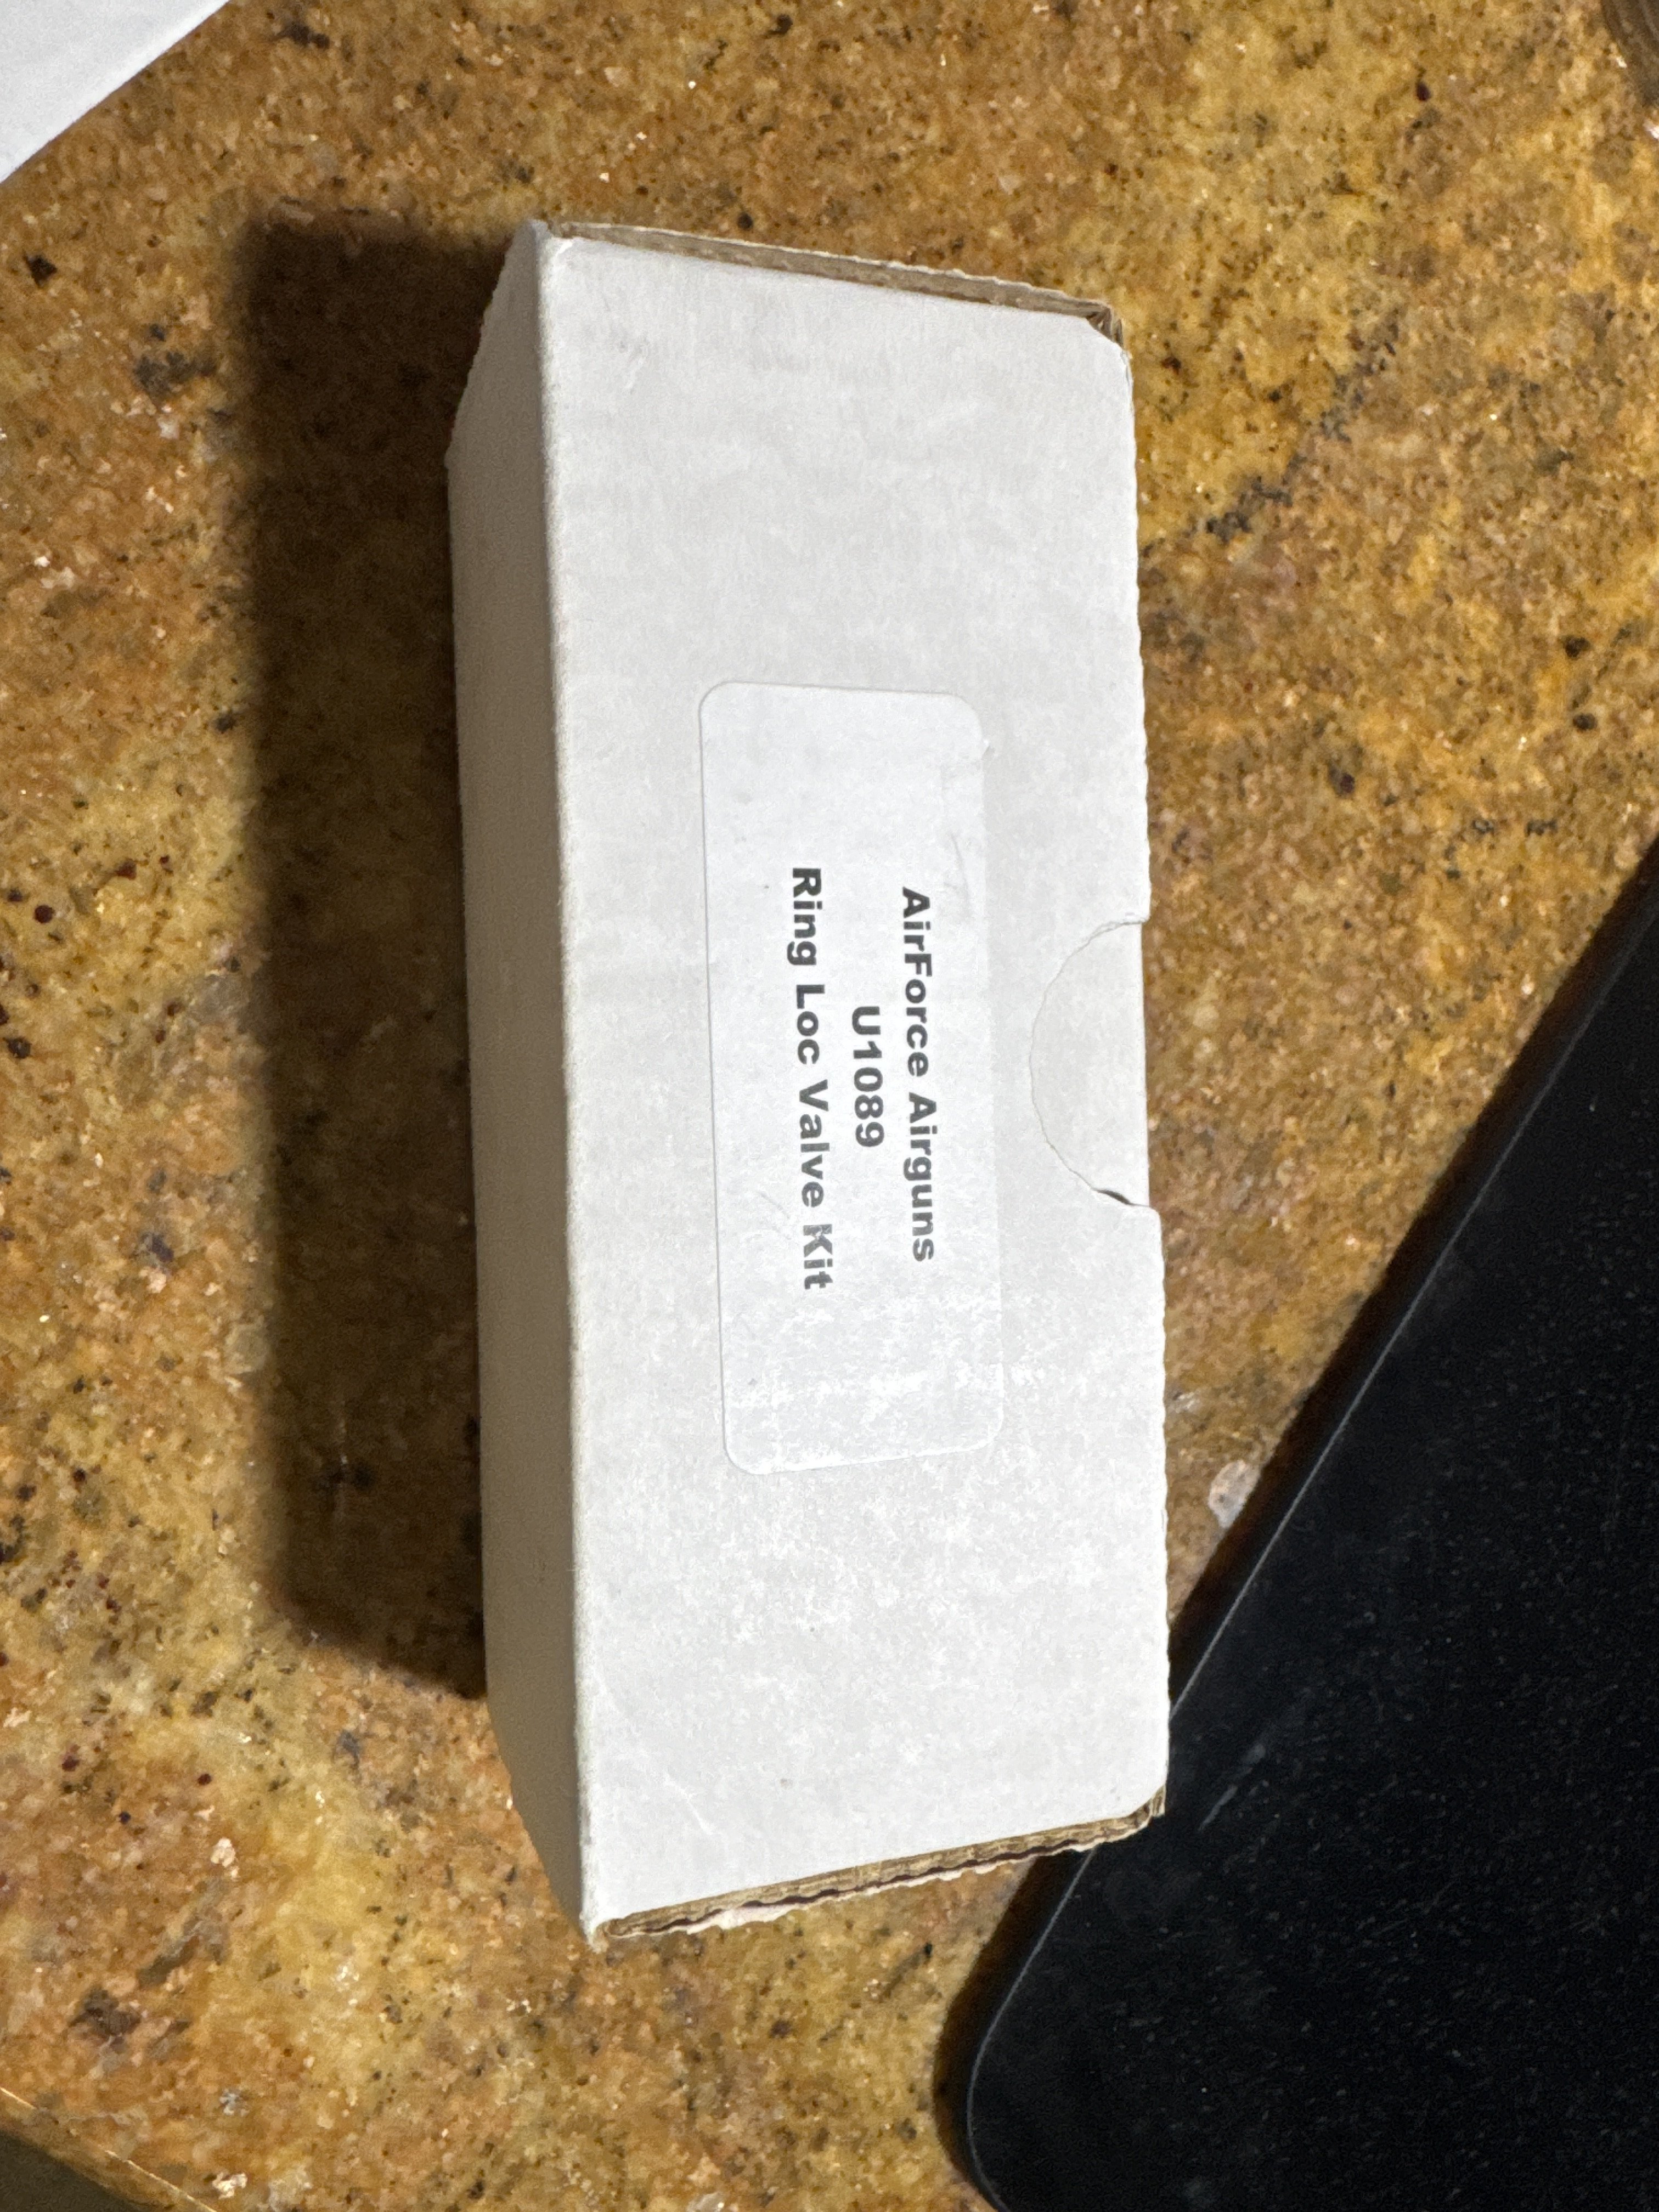 AirForce Airguns
U1089
Ring Loc Valve Kit